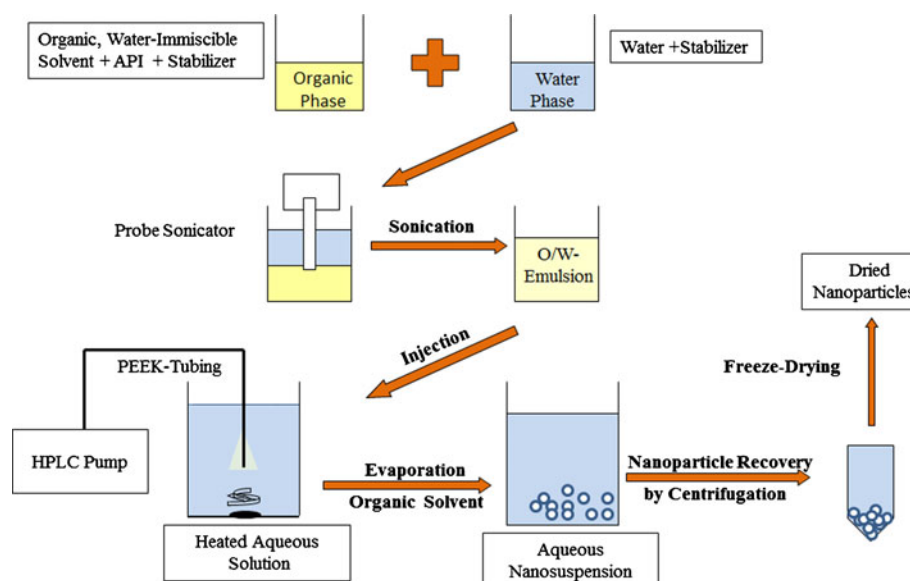 Organic, Water-Immiscible
Solvent + API + Stabilizer
Organic
Phase
Water
Phase
Water +Stabilizer
Probe Sonicator
Sonication
O/W-
Emulsion
Dried
Nanoparticles
Injection
PEEK-Tubing
Freeze-Drying
HPLC Pump
Evaporation
Organic Solvent
Nanoparticle Recovery
by Centrifugation
Heated Aqueous
Solution
Aqueous
Nanosuspension